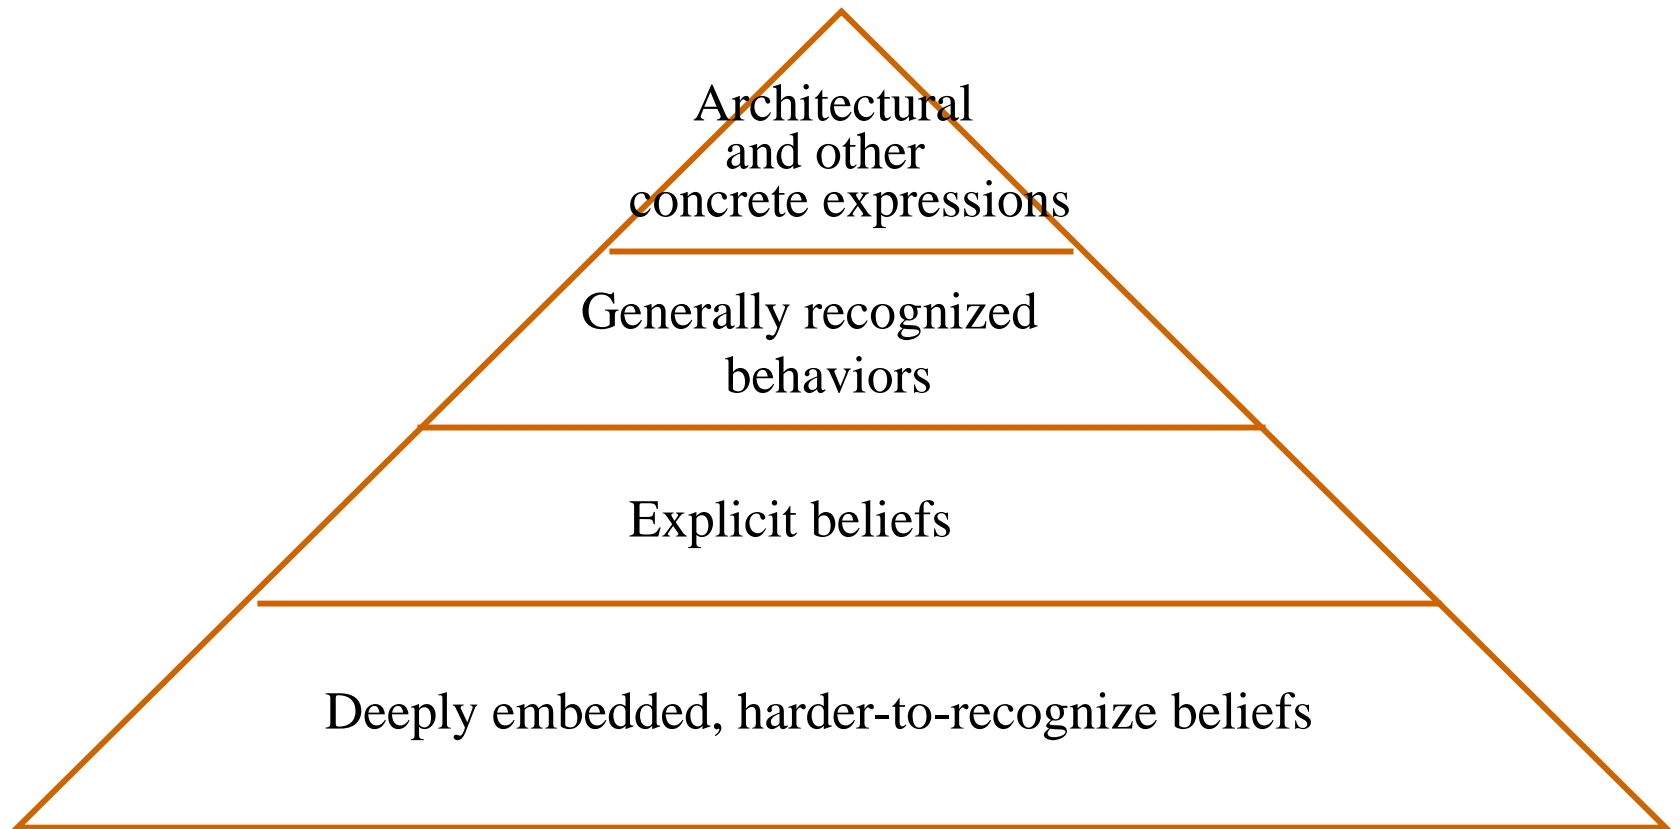 Architectural
and other
concrete expressions
Generally recognized
behaviors
Explicit beliefs
Deeply embedded, harder-to-recognize beliefs